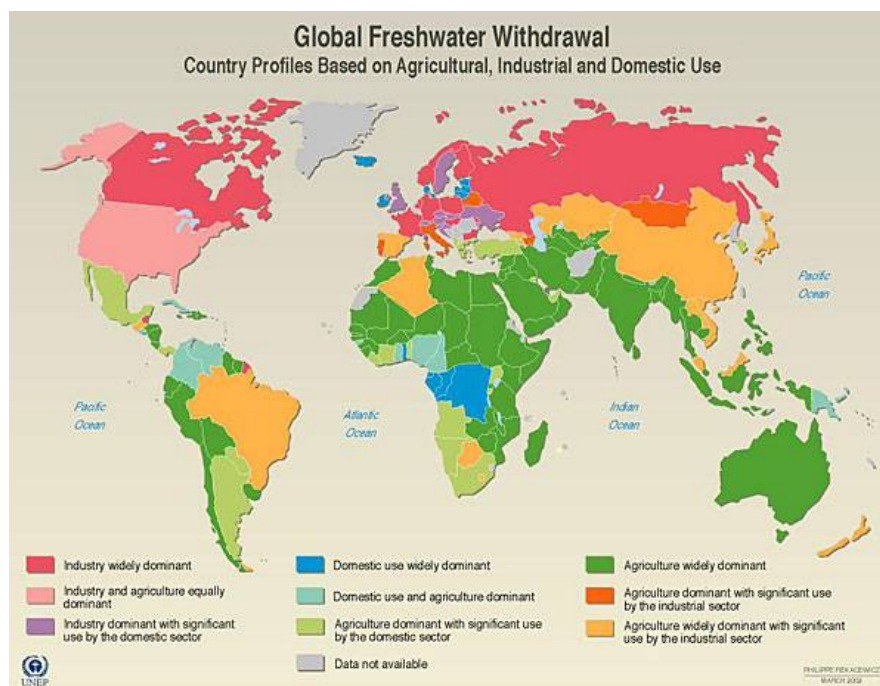 Global Freshwater Withdrawal
Country Profiles Based on Agricultural, Industrial and Domestic Use
Pacific
Ocean
Pacific
Ocean
Atlantic
Ocean
Indian
Ocean
Industry widely dominant
Industry and agriculture equally
dominant
Industry dominant with significant
use by the domestic sector
Domestic use widely dominant
Domestic use and agriculture dominant
Agriculture dominant with significant use
by the domestic sector
Data not available
Agriculture widely dominant
Agriculture dominant with significant use
by the industrial sector
Agriculture widely dominant with significant
use by the industrial sector
UNEP
PHILIPPE REKACEWICZ
MARCH 2002